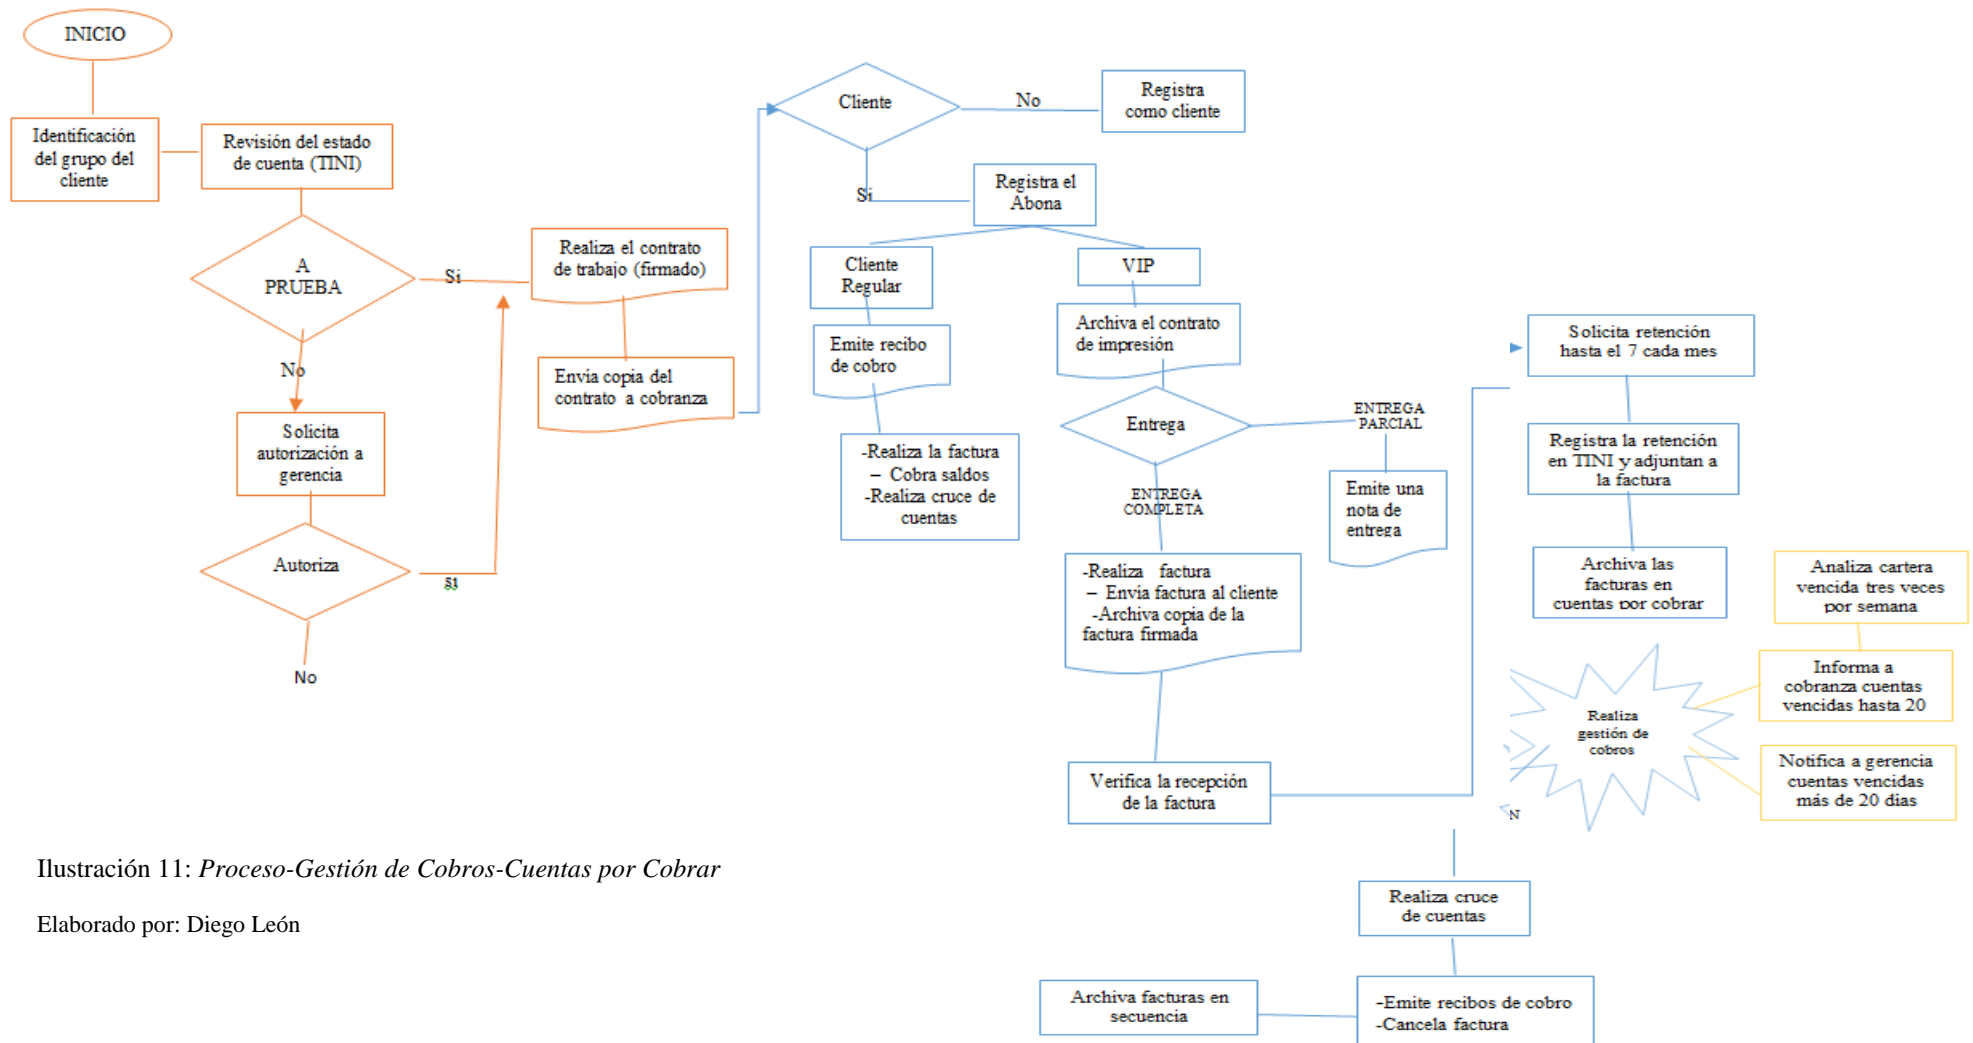 INICIO
Identificación
del grupo del
cliente
Revisión del estado
de cuenta (TINI)
A
PRUEBA
Si
No
Solicita
autorización a
gerencia
Autoriza
si
No
Realiza el contrato
de trabajo (firmado)
Envia copia del
contrato a cobranza
Cliente
No
Registra
como cliente
Si
Registra el
Abona
Cliente
Regular
VIP
Emite recibo
de cobro
-Realiza la factura
– Cobra saldos
-Realiza cruce de
cuentas
Archiva el contrato
de impresión
Entrega
ENTREGA
PARCIAL
Emite una
nota de
entrega
ENTREGA
COMPLETA
-Realiza factura
– Envia factura al cliente
-Archiva copia de la
factura firmada
Verifica la recepción
de la factura
Solicita retención
hasta el 7 cada mes
Registra la retención
en TINI y adjuntan a
la factura
Archiva las
facturas en
cuentas por cobrar
Analiza cartera
vencida tres veces
por semana
Informa a
cobranza cuentas
vencidas hasta 20
Realiza
gestión de
cobros
Notifica a gerencia
cuentas vencidas
más de 20 días
N
Realiza cruce
de cuentas
-Emite recibos de cobro
-Cancela factura
Archiva facturas en
secuencia
Ilustración 11: Proceso-Gestión de Cobros-Cuentas por Cobrar
Elaborado por: Diego León